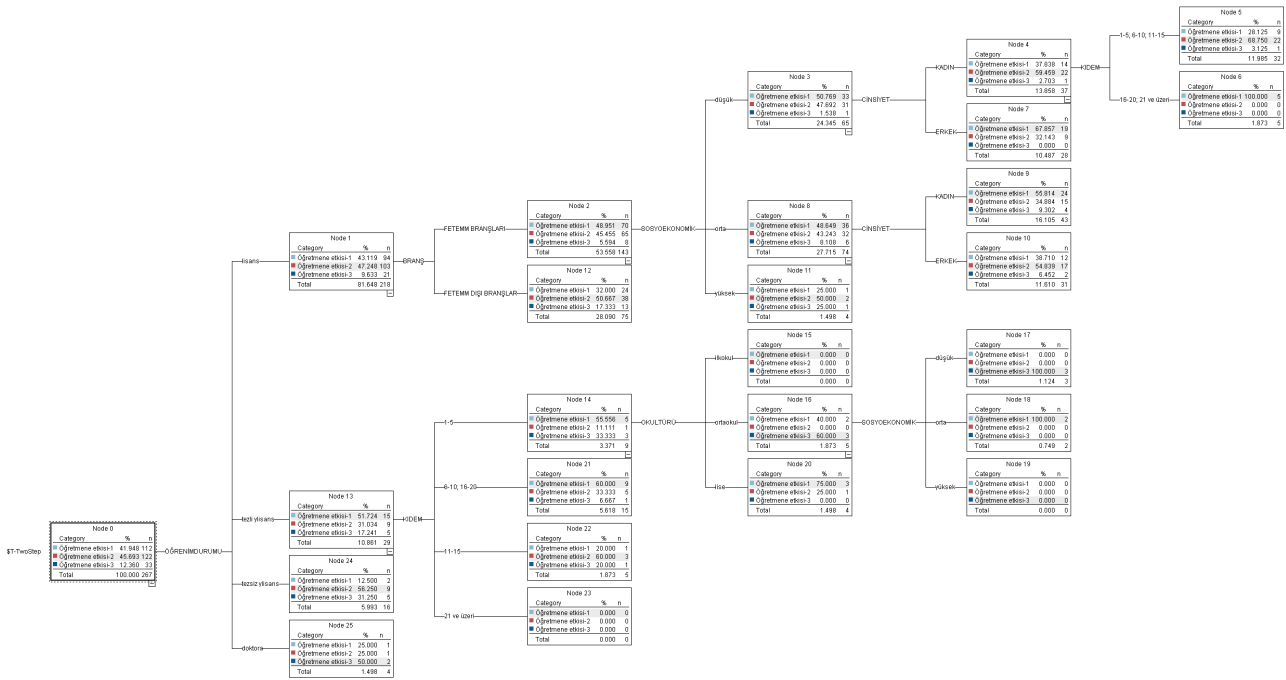 $T-TwoStep
Node 0
Category % n
Öğretmene etkisi-1 41.948 112
Öğretmene etkisi-2 45.693 122
Öğretmene etkisi-3 12.360 33
Total 100.000 267
ÖĞRENİMDURUMU
lisans
Node 1
Category % n
Öğretmene etkisi-1 43.119 94
Öğretmene etkisi-2 47.248 103
Öğretmene etkisi-3 9.633 21
Total 81.648 218
BRANŞ
FETEMM BRANŞLARI
Node 2
Category % n
Öğretmene etkisi-1 48.951 70
Öğretmene etkisi-2 45.455 65
Öğretmene etkisi-3 5.594 8
Total 53.558 143
SOSYOEKONOMİK
düşük
Node 3
Category % n
Öğretmene etkisi-1 50.769 33
Öğretmene etkisi-2 47.692 31
Öğretmene etkisi-3 1.538 1
Total 24.345 65
CİNSİYET
KADIN
Node 4
Category % n
Öğretmene etkisi-1 37.838 14
Öğretmene etkisi-2 59.459 22
Öğretmene etkisi-3 2.703 1
Total 13.858 37
KIDEM
1-5; 6-10; 11-15
Node 5
Category % n
Öğretmene etkisi-1 28.125 9
Öğretmene etkisi-2 68.750 22
Öğretmene etkisi-3 3.125 1
Total 11.985 32
16-20; 21 ve üzeri
Node 6
Category % n
Öğretmene etkisi-1 100.000 5
Öğretmene etkisi-2 0.000 0
Öğretmene etkisi-3 0.000 0
Total 1.873 5
ERKEK
Node 7
Category % n
Öğretmene etkisi-1 67.857 19
Öğretmene etkisi-2 32.143 9
Öğretmene etkisi-3 0.000 0
Total 10.487 28
orta
Node 8
Category % n
Öğretmene etkisi-1 48.649 36
Öğretmene etkisi-2 43.243 32
Öğretmene etkisi-3 8.108 6
Total 27.715 74
CİNSİYET
KADIN
Node 9
Category % n
Öğretmene etkisi-1 55.814 24
Öğretmene etkisi-2 34.884 15
Öğretmene etkisi-3 9.302 4
Total 16.105 43
ERKEK
Node 10
Category % n
Öğretmene etkisi-1 38.710 12
Öğretmene etkisi-2 54.839 17
Öğretmene etkisi-3 6.452 2
Total 11.610 31
yüksek
Node 11
Category % n
Öğretmene etkisi-1 25.000 1
Öğretmene etkisi-2 50.000 2
Öğretmene etkisi-3 25.000 1
Total 1.498 4
FETEMM DIŞI BRANŞLAR
Node 12
Category % n
Öğretmene etkisi-1 32.000 24
Öğretmene etkisi-2 50.667 38
Öğretmene etkisi-3 17.333 13
Total 28.090 75
tezli ylisans
Node 13
Category % n
Öğretmene etkisi-1 51.724 15
Öğretmene etkisi-2 31.034 9
Öğretmene etkisi-3 17.241 5
Total 10.861 29
KIDEM
1-5
Node 14
Category % n
Öğretmene etkisi-1 55.556 5
Öğretmene etkisi-2 11.111 1
Öğretmene etkisi-3 33.333 3
Total 3.371 9
OKULTÜRÜ
ilkokul
Node 15
Category % n
Öğretmene etkisi-1 0.000 0
Öğretmene etkisi-2 0.000 0
Öğretmene etkisi-3 0.000 0
Total 0.000 0
ortaokul
Node 16
Category % n
Öğretmene etkisi-1 40.000 2
Öğretmene etkisi-2 0.000 0
Öğretmene etkisi-3 60.000 3
Total 1.873 5
SOSYOEKONOMİK
düşük
Node 17
Category % n
Öğretmene etkisi-1 0.000 0
Öğretmene etkisi-2 0.000 0
Öğretmene etkisi-3 100.000 3
Total 1.124 3
orta
Node 18
Category % n
Öğretmene etkisi-1 100.000 2
Öğretmene etkisi-2 0.000 0
Öğretmene etkisi-3 0.000 0
Total 0.749 2
yüksek
Node 19
Category % n
Öğretmene etkisi-1 0.000 0
Öğretmene etkisi-2 0.000 0
Öğretmene etkisi-3 0.000 0
Total 0.000 0
lise
Node 20
Category % n
Öğretmene etkisi-1 75.000 3
Öğretmene etkisi-2 25.000 1
Öğretmene etkisi-3 0.000 0
Total 1.498 4
6-10; 16-20
Node 21
Category % n
Öğretmene etkisi-1 60.000 9
Öğretmene etkisi-2 33.333 5
Öğretmene etkisi-3 6.667 1
Total 5.618 15
11-15
Node 22
Category % n
Öğretmene etkisi-1 20.000 1
Öğretmene etkisi-2 60.000 3
Öğretmene etkisi-3 20.000 1
Total 1.873 5
21 ve üzeri
Node 23
Category % n
Öğretmene etkisi-1 0.000 0
Öğretmene etkisi-2 0.000 0
Öğretmene etkisi-3 0.000 0
Total 0.000 0
tezsiz ylisans
Node 24
Category % n
Öğretmene etkisi-1 12.500 2
Öğretmene etkisi-2 56.250 9
Öğretmene etkisi-3 31.250 5
Total 5.993 16
doktora
Node 25
Category % n
Öğretmene etkisi-1 25.000 1
Öğretmene etkisi-2 25.000 1
Öğretmene etkisi-3 50.000 2
Total 1.498 4